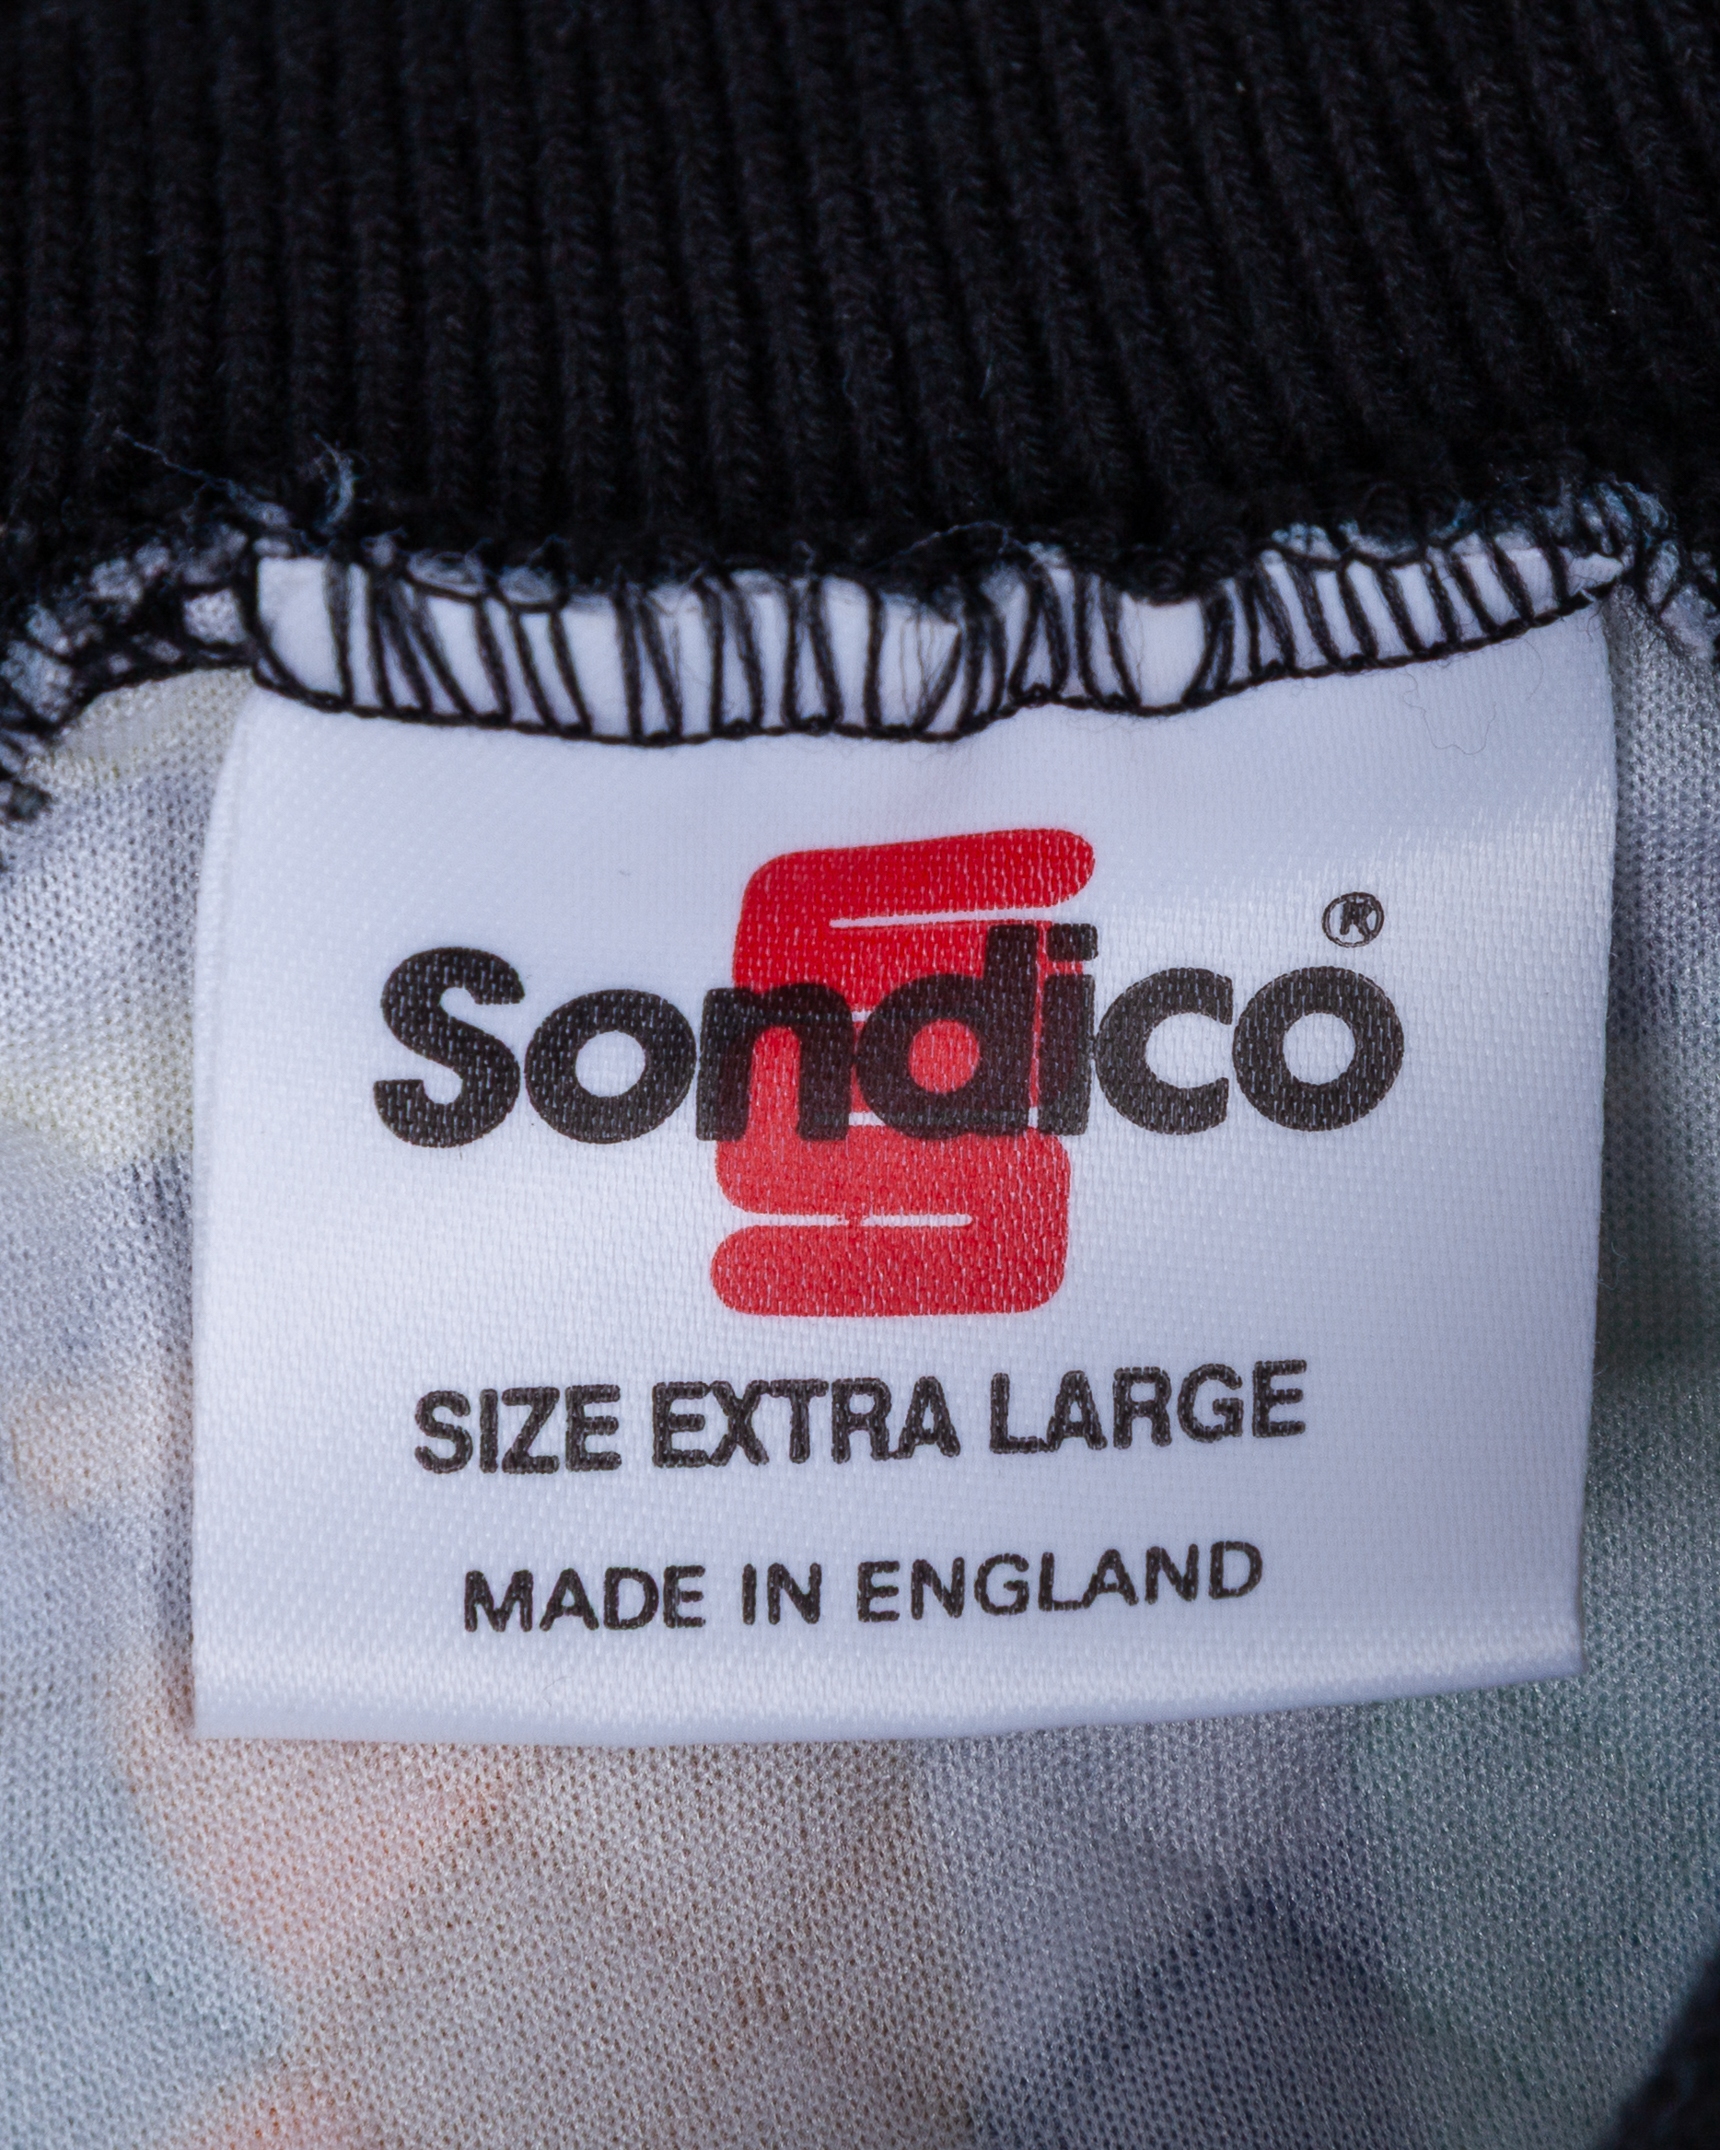 Sondico®
SIZE EXTRA LARGE
MADE IN ENGLAND